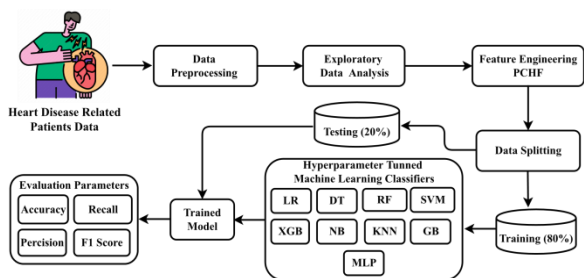 Heart Disease Related
Patients Data
Data
Preprocessing
Exploratory
Data Analysis
Feature Engineering
PCHF
Data Splitting
Testing (20%)
Training (80%)
Hyperparameter Tunned
Machine Learning Classifiers
LR
DT
RF
SVM
XGB
NB
KNN
GB
MLP
Trained
Model
Evaluation Parameters
Accuracy
Recall
Percision
F1 Score